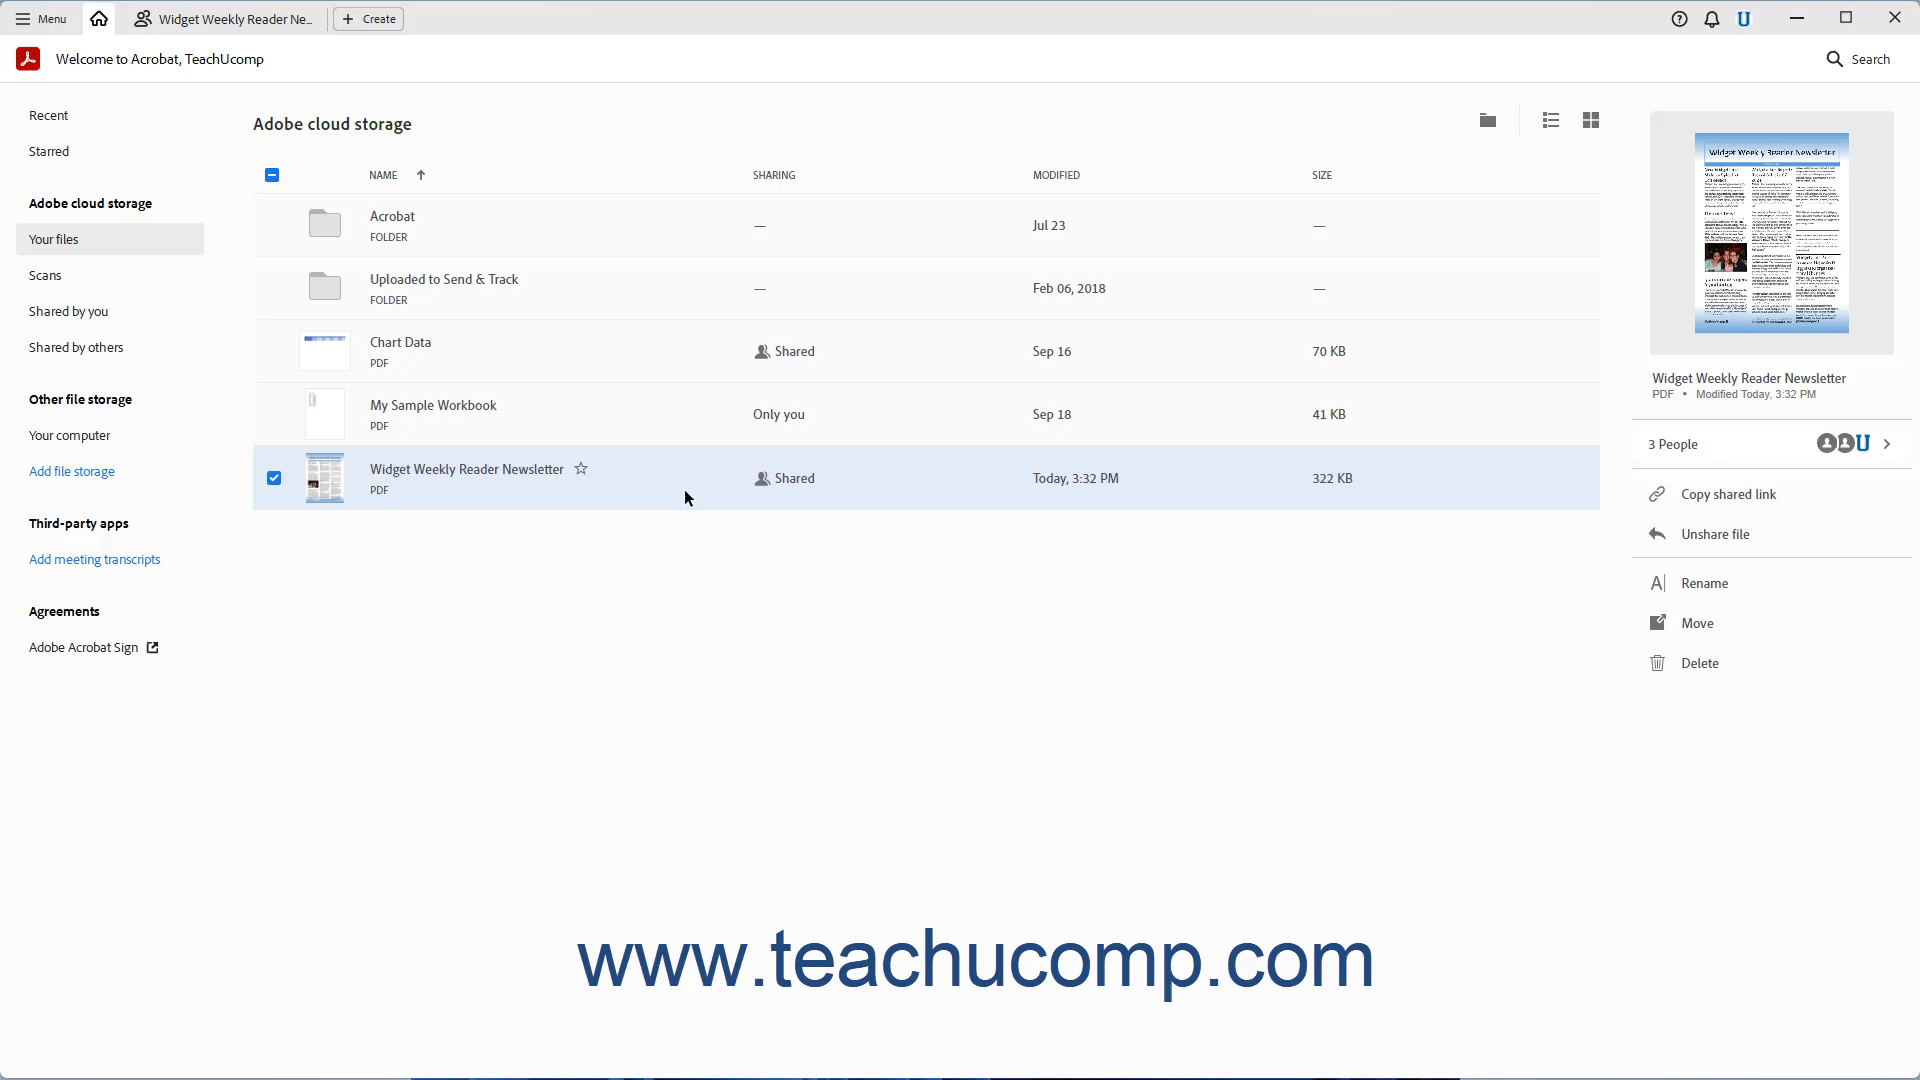 Menu
Widget Weekly Reader Ne...
Create
Welcome to Acrobat, TeachUcomp
Search
Recent
Starred
Adobe cloud storage
Your files
Scans
Shared by you
Shared by others
Other file storage
Your computer
Add file storage
Third-party apps
Add meeting transcripts
Agreements
Adobe Acrobat Sign
Adobe cloud storage
NAME SHARING MODIFIED SIZE
Acrobat
FOLDER
— Jul 23 —
Uploaded to Send & Track
FOLDER
— Feb 06, 2018 —
Chart Data
PDF
Shared Sep 16 70 KB
My Sample Workbook
PDF
Only you Sep 18 41 KB
Widget Weekly Reader Newsletter
PDF
Shared Today, 3:32 PM 322 KB
Widget Weekly Reader Newsletter
Widget Weekly Reader Newsletter
PDF • Modified Today, 3:32 PM
3 People
Copy shared link
Unshare file
Rename
Move
Delete
www.teachucomp.com